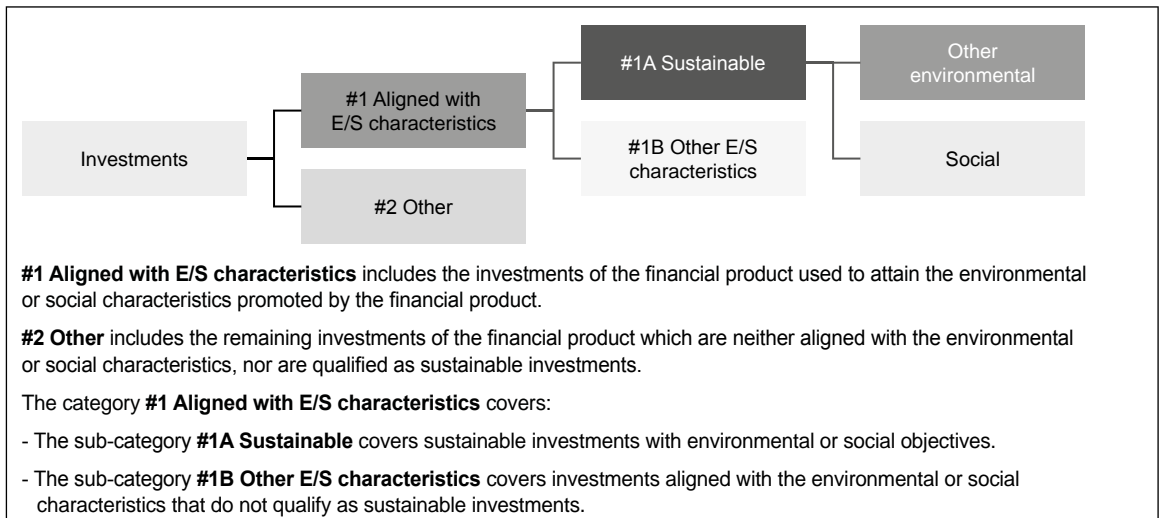 Investments
#1 Aligned with
E/S characteristics
#2 Other
#1A Sustainable
#1B Other E/S
characteristics
Other
environmental
Social
#1 Aligned with E/S characteristics includes the investments of the financial product used to attain the environmental
or social characteristics promoted by the financial product.
#2 Other includes the remaining investments of the financial product which are neither aligned with the environmental
or social characteristics, nor are qualified as sustainable investments.
The category #1 Aligned with E/S characteristics covers:
- The sub-category #1A Sustainable covers sustainable investments with environmental or social objectives.
- The sub-category #1B Other E/S characteristics covers investments aligned with the environmental or social
characteristics that do not qualify as sustainable investments.